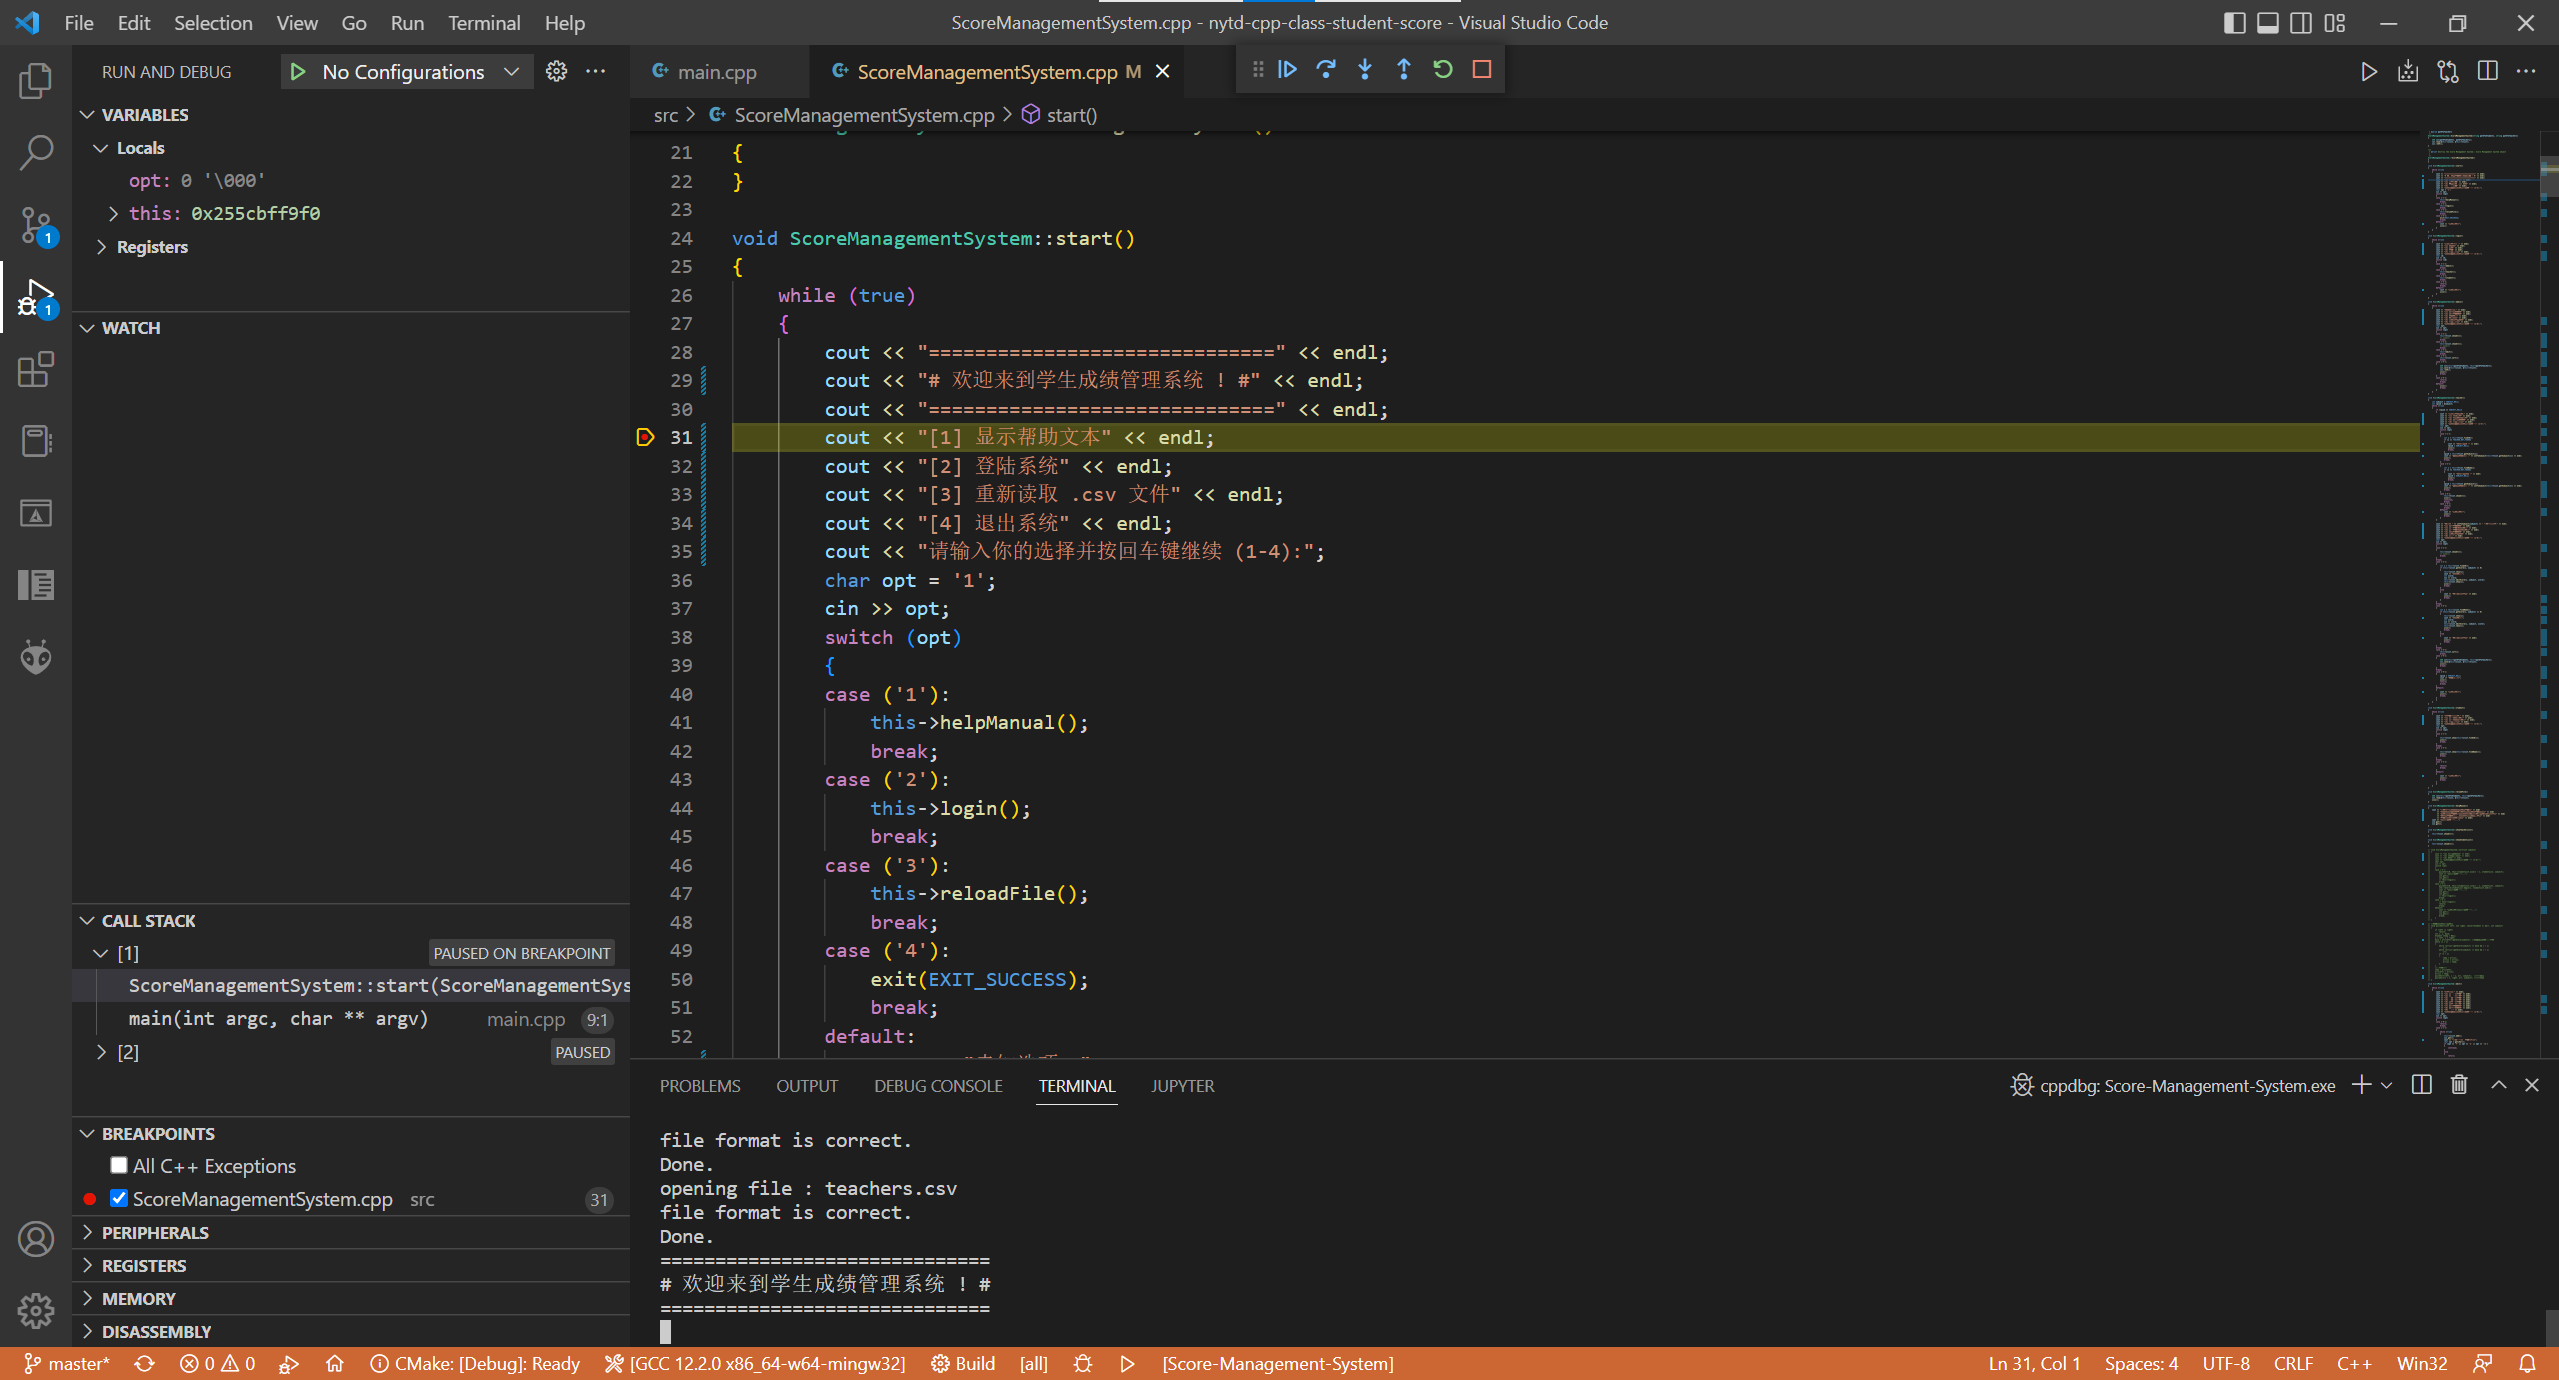 File Edit Selection View Go Run Terminal Help
ScoreManagementSystem.cpp - nytd-cpp-class-student-score - Visual Studio Code
RUN AND DEBUG
No Configurations
VARIABLES
Locals
opt: 0 '\000'
this: 0x255cbff9f0
Registers
WATCH
CALL STACK
[1] PAUSED ON BREAKPOINT
ScoreManagementSystem::start(ScoreManagementSys
main(int argc, char ** argv) main.cpp 9:1
[2] PAUSED
BREAKPOINTS
All C++ Exceptions
ScoreManagementSystem.cpp src 31
PERIPHERALS
REGISTERS
MEMORY
DISASSEMBLY
1
1
main.cpp
ScoreManagementSystem.cpp M
src > ScoreManagementSystem.cpp > start()
21 {
22 }
23
24 void ScoreManagementSystem::start()
25 {
26 while (true)
27 {
28 cout << "==============================" << endl;
29 cout << "# 欢迎来到学生成绩管理系统 ! #" << endl;
30 cout << "==============================" << endl;
31 cout << "[1] 显示帮助文本" << endl;
32 cout << "[2] 登陆系统" << endl;
33 cout << "[3] 重新读取 .csv 文件" << endl;
34 cout << "[4] 退出系统" << endl;
35 cout << "请输入你的选择并按回车键继续 (1-4):";
36 char opt = '1';
37 cin >> opt;
38 switch (opt)
39 {
40 case ('1'):
41 this->helpManual();
42 break;
43 case ('2'):
44 this->login();
45 break;
46 case ('3'):
47 this->reloadFile();
48 break;
49 case ('4'):
50 exit(EXIT_SUCCESS);
51 break;
52 default:
PROBLEMS OUTPUT DEBUG CONSOLE TERMINAL JUPYTER
cppdbg: Score-Management-System.exe
file format is correct.
Done.
opening file : teachers.csv
file format is correct.
Done.
==============================
# 欢迎来到学生成绩管理系统 ! #
==============================
master* 0 0 CMake: [Debug]: Ready [GCC 12.2.0 x86_64-w64-mingw32] Build [all] [Score-Management-System]
Ln 31, Col 1 Spaces: 4 UTF-8 CRLF C++ Win32